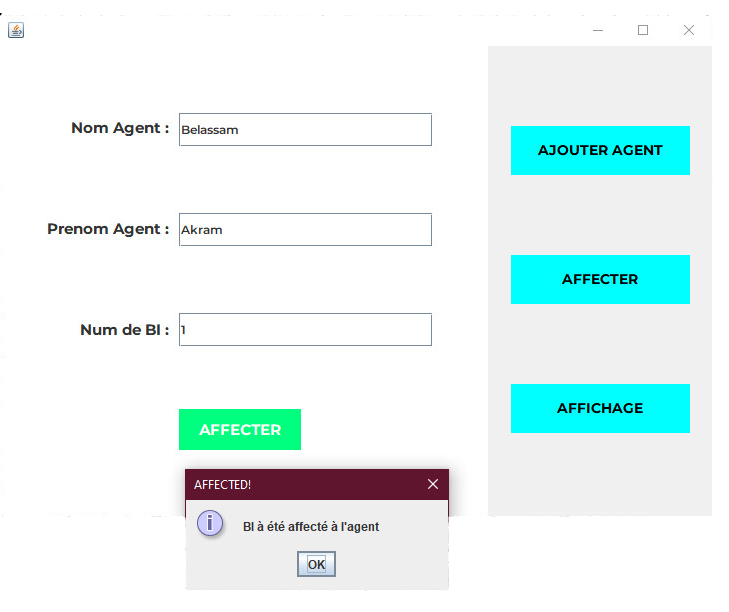 Nom Agent :
Belassam
AJOUTER AGENT
Prenom Agent :
Akram
AFFECTER
Num de BI :
1
AFFICHAGE
AFFECTER
AFFECTED!
BI à été affecté à l'agent
OK